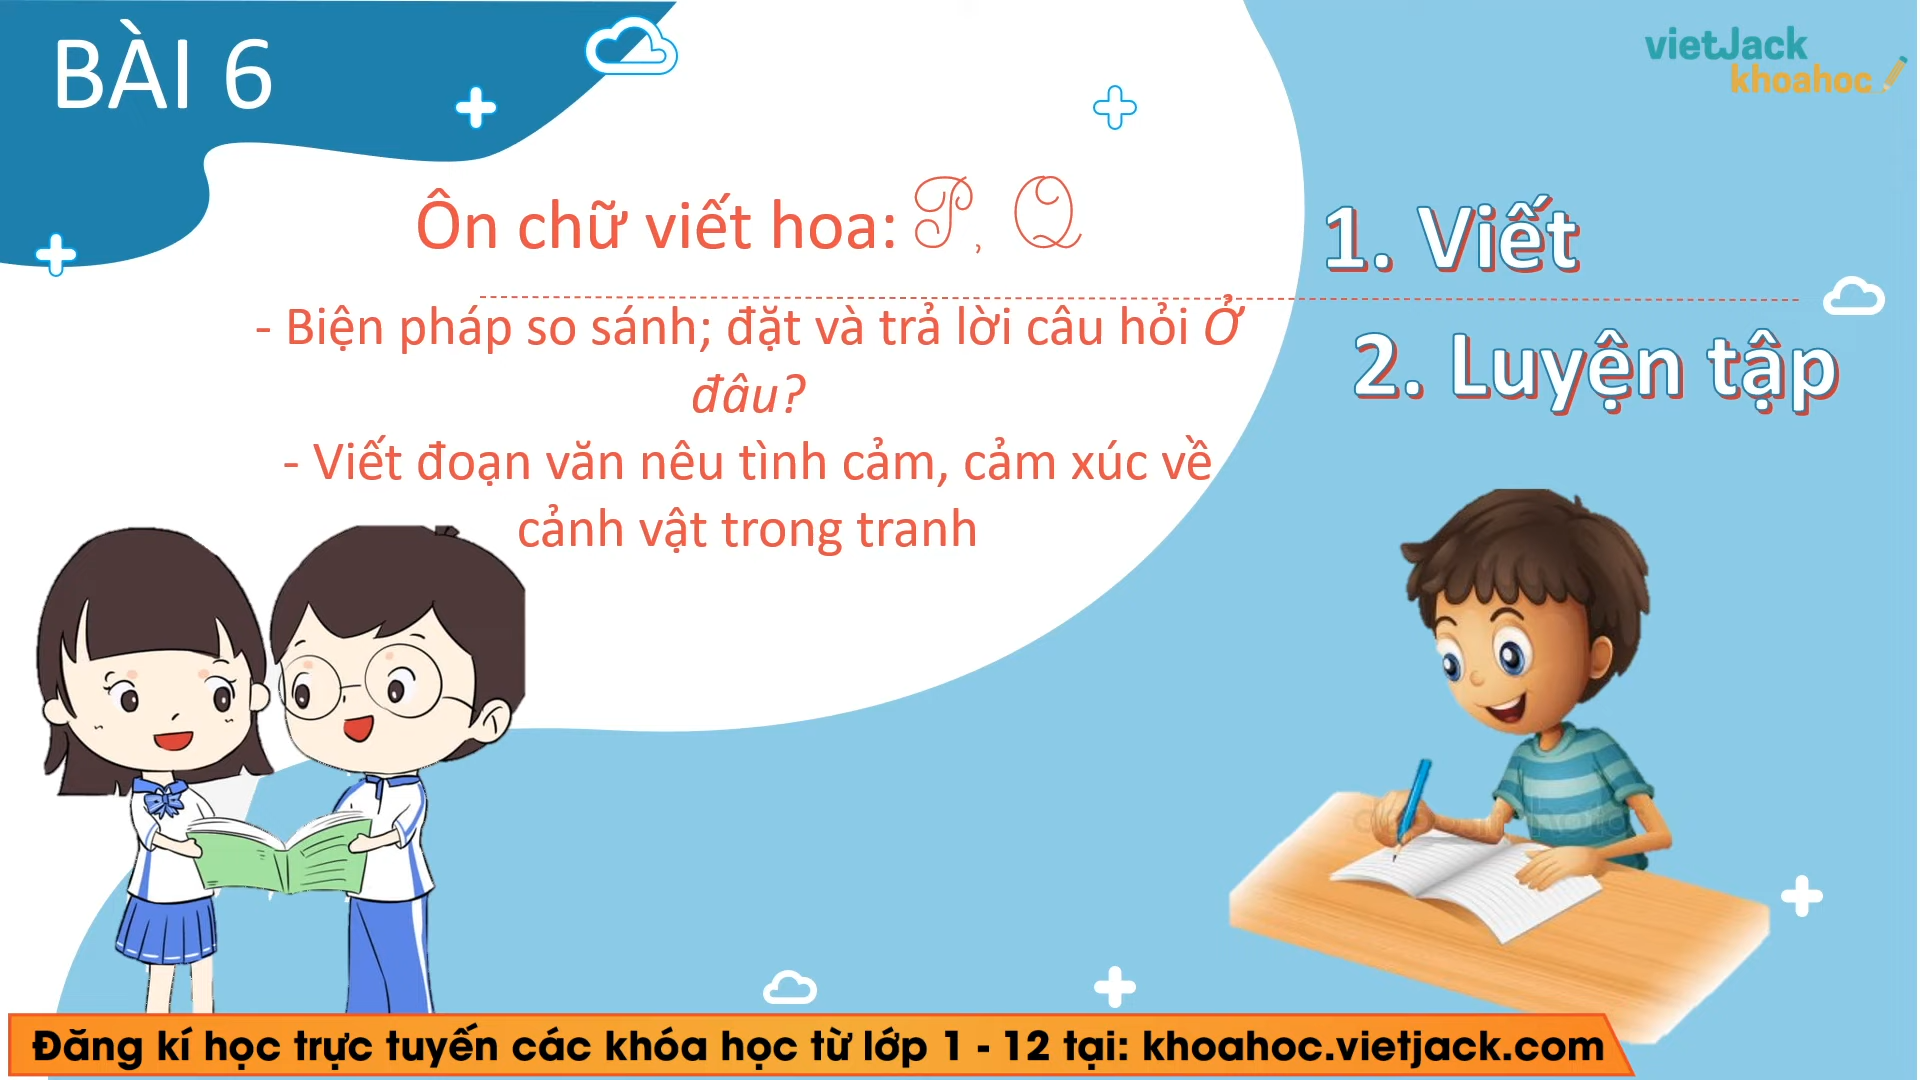 BÀI 6
vietJack
khoahoc
Ôn chữ viết hoa: P, Q
1. Viết
- Biện pháp so sánh; đặt và trả lời câu hỏi Ở
đâu?
- Viết đoạn văn nêu tình cảm, cảm xúc về
cảnh vật trong tranh
2. Luyện tập
Đăng kí học trực tuyến các khóa học từ lớp 1 - 12 tại: khoahoc.vietjack.com